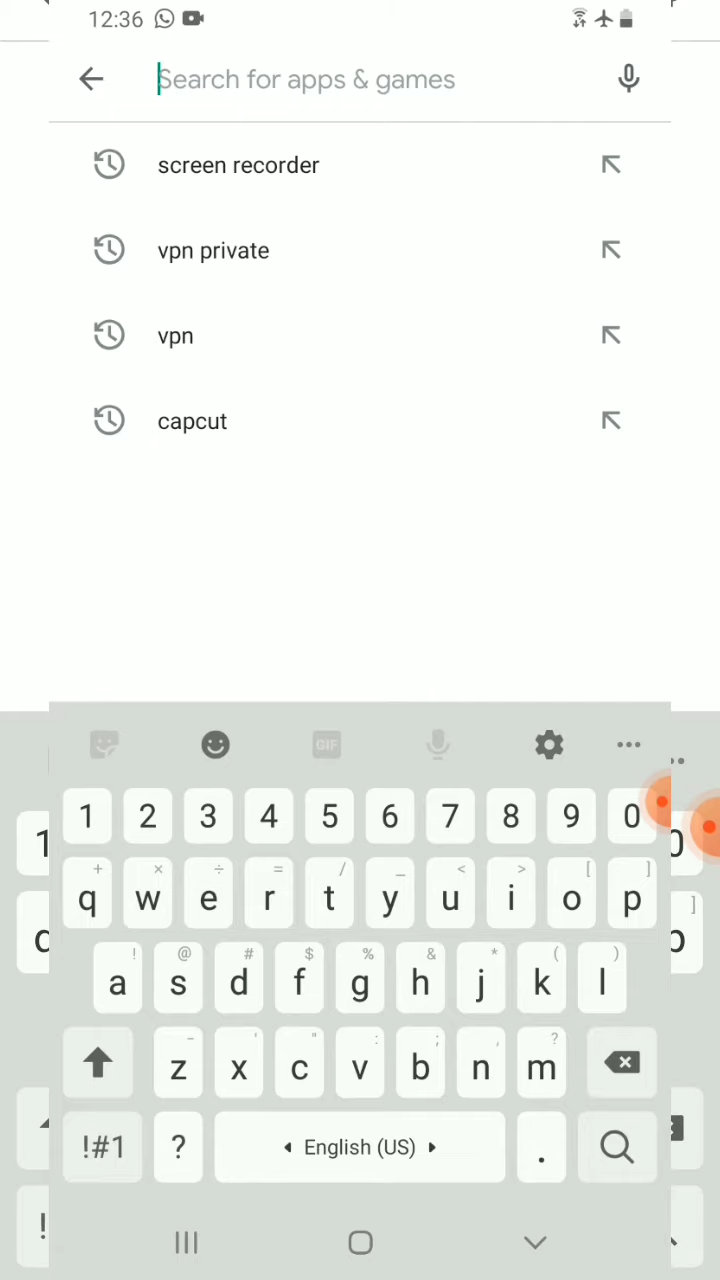 12:36
Search for apps & games
screen recorder
vpn private
vpn
capcut
GIF
1 2 3 4 5 6 7 8 9 0
+ × ÷ = / _ < > [ ]
q w e r t y u i o p
! @ # $ % & * ( )
a s d f g h j k l
- ' " : ; , ?
z x c v b n m
!#1 ? English (US) .